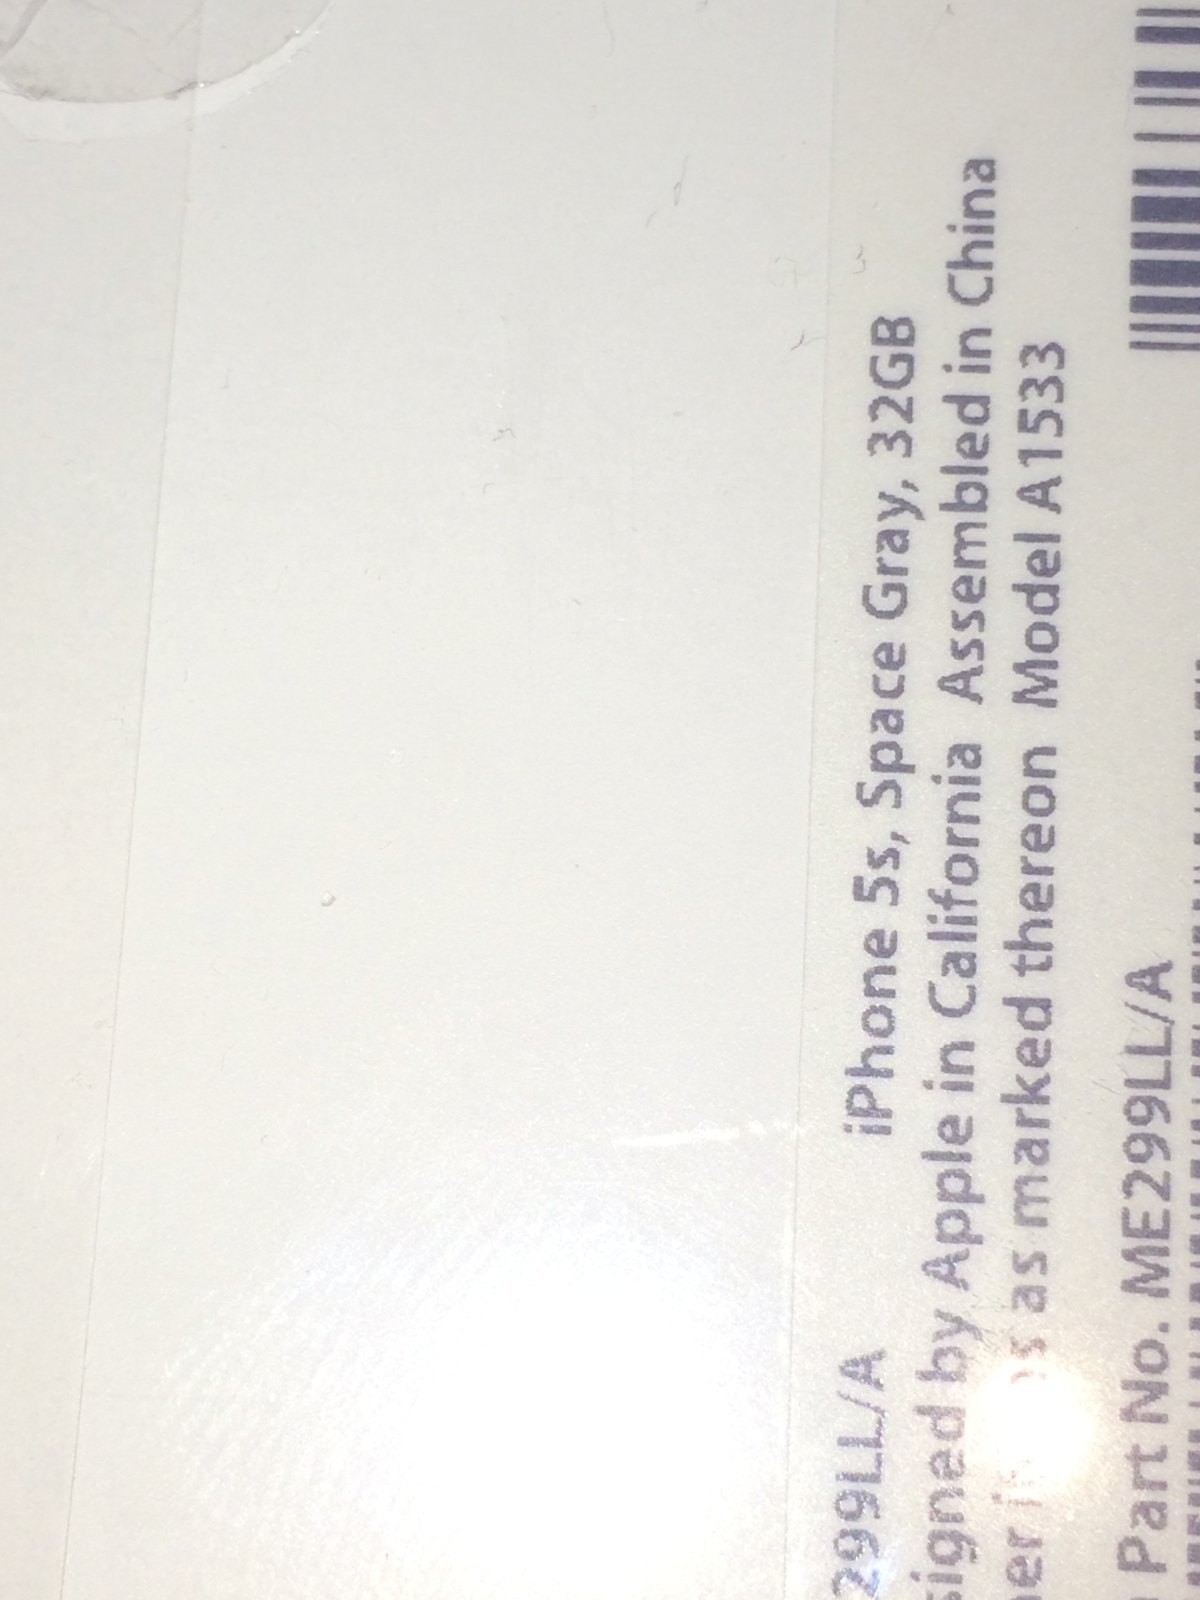 299LL/A iPhone 5s, Space Gray, 32GB
signed by Apple in California Assembled in China
as marked thereon Model A1533
Part No. ME299LL/A